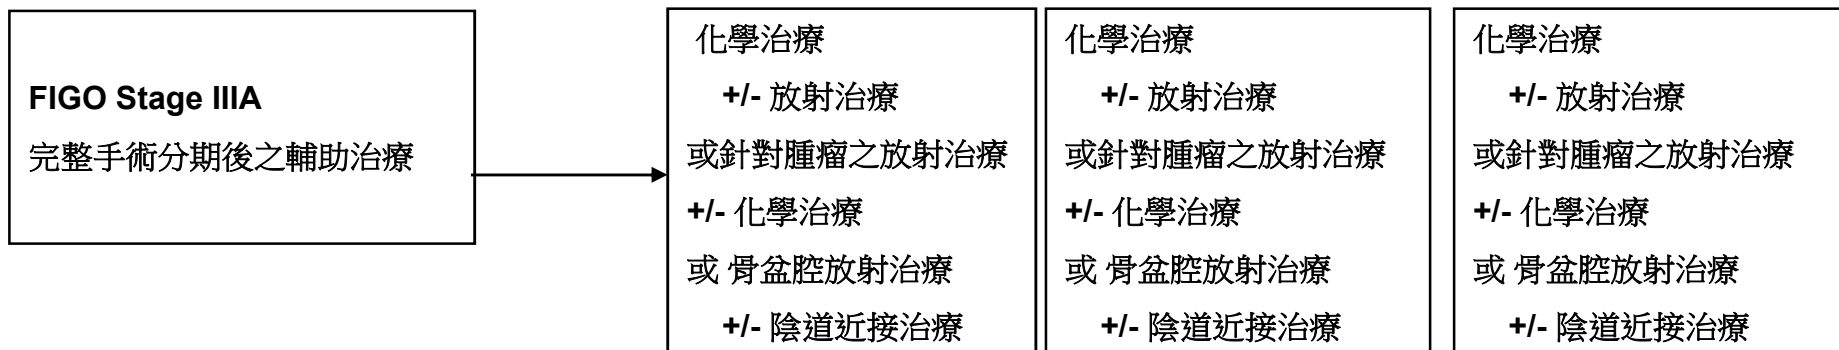 FIGO Stage IIIA
完整手術分期後之輔助治療
化學治療
+/- 放射治療
或針對腫瘤之放射治療
+/- 化學治療
或 骨盆腔放射治療
+/- 陰道近接治療
化學治療
+/- 放射治療
或針對腫瘤之放射治療
+/- 化學治療
或 骨盆腔放射治療
+/- 陰道近接治療
化學治療
+/- 放射治療
或針對腫瘤之放射治療
+/- 化學治療
或 骨盆腔放射治療
+/- 陰道近接治療